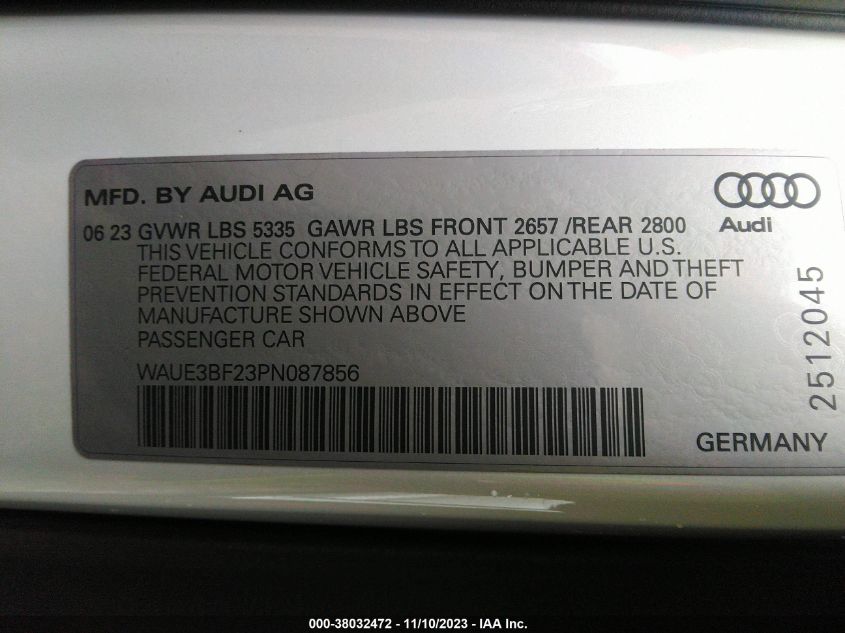 MFD. BY AUDI AG
Audi
06 23 GVWR LBS 5335 GAWR LBS FRONT 2657 /REAR 2800
THIS VEHICLE CONFORMS TO ALL APPLICABLE U.S.
FEDERAL MOTOR VEHICLE SAFETY, BUMPER AND THEFT
PREVENTION STANDARDS IN EFFECT ON THE DATE OF
MANUFACTURE SHOWN ABOVE
PASSENGER CAR
WAUE3BF23PN087856
2512045
GERMANY
000-38032472 - 11/10/2023 - IAA Inc.